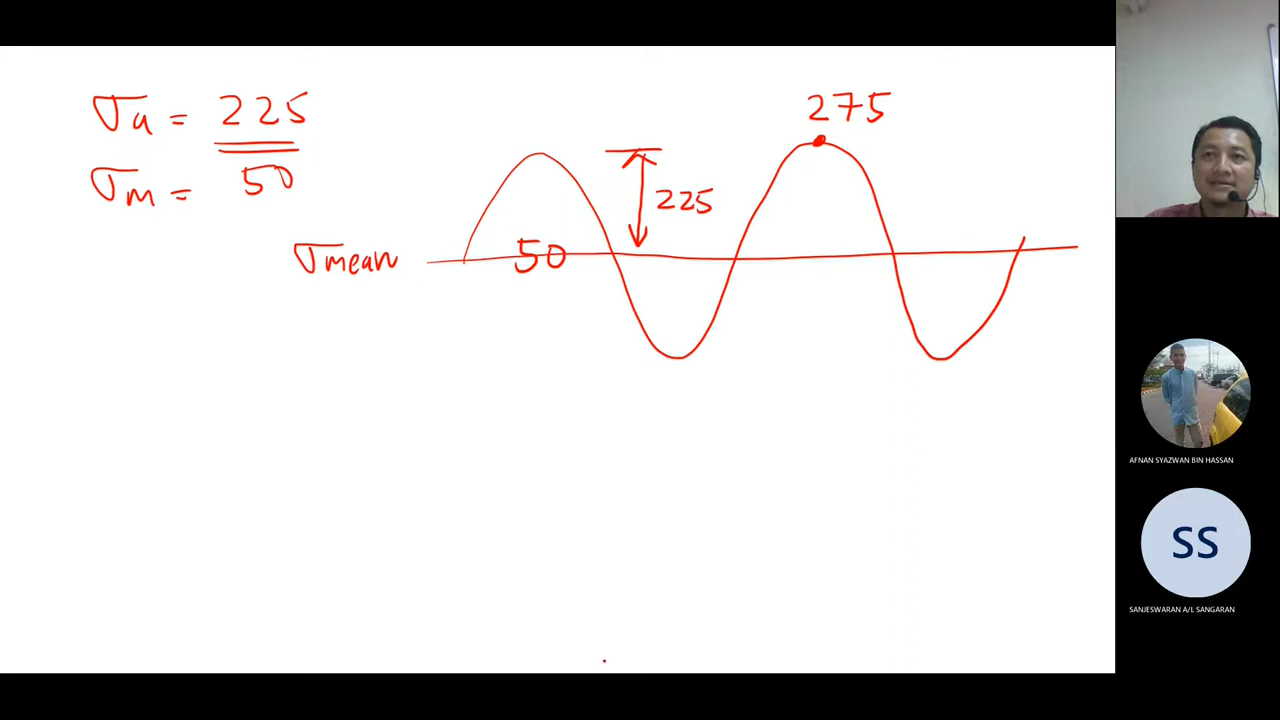 σa = 225
σm = 50
275
225
σmean 50
AFNAN SYAZWAN BIN HASSAN
SS
SANJESWARAN A/L SANGARAN